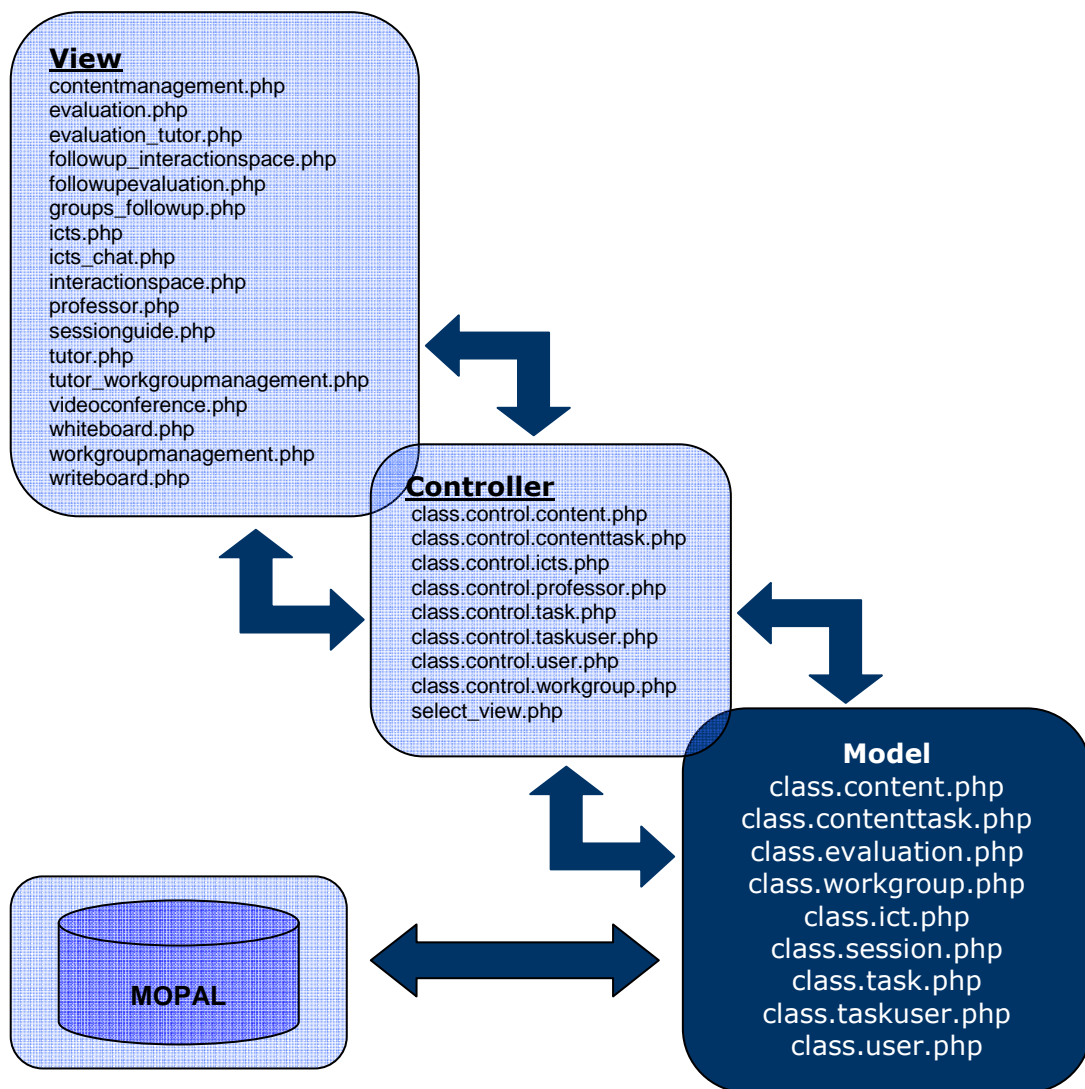 View
contentmanagement.php
evaluation.php
evaluation_tutor.php
followup_interactionspace.php
followupevaluation.php
groups_followup.php
icts.php
icts_chat.php
interactionspace.php
professor.php
sessionguide.php
tutor.php
tutor_workgroupmanagement.php
videoconference.php
whiteboard.php
workgroupmanagement.php
writeboard.php
Controller
class.control.content.php
class.control.contenttask.php
class.control.icts.php
class.control.professor.php
class.control.task.php
class.control.taskuser.php
class.control.user.php
class.control.workgroup.php
select_view.php
Model
class.content.php
class.contenttask.php
class.evaluation.php
class.workgroup.php
class.ict.php
class.session.php
class.task.php
class.taskuser.php
class.user.php
MOPAL